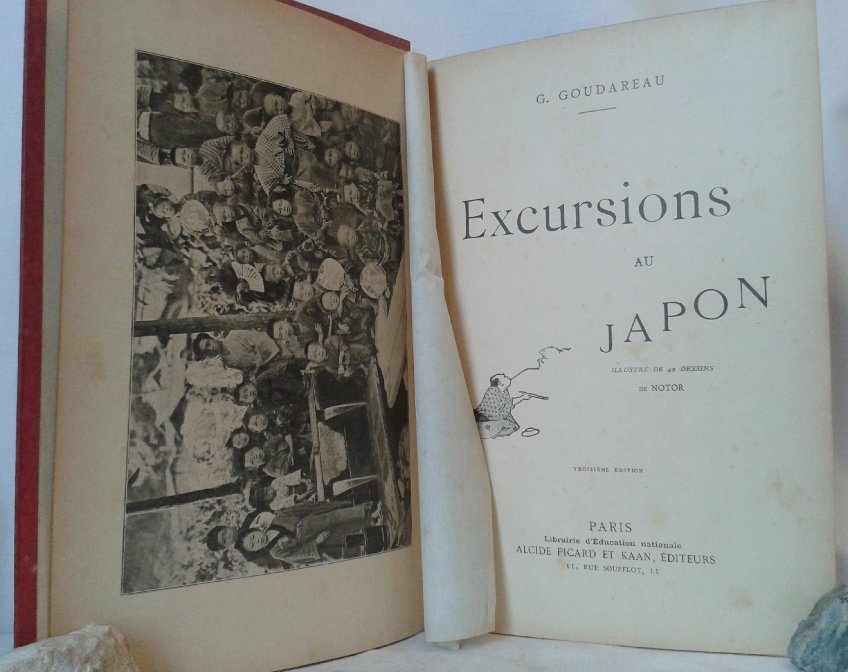 G. GOUDAREAU
Excursions
AU
JAPON
ILLUSTRÉ DE 42 DESSINS
DE NOTOR
TROISIÈME ÉDITION
PARIS
Librairie d'Éducation nationale
ALCIDE PICARD ET KAAN, ÉDITEURS
11, RUE SOUFFLOT, 11